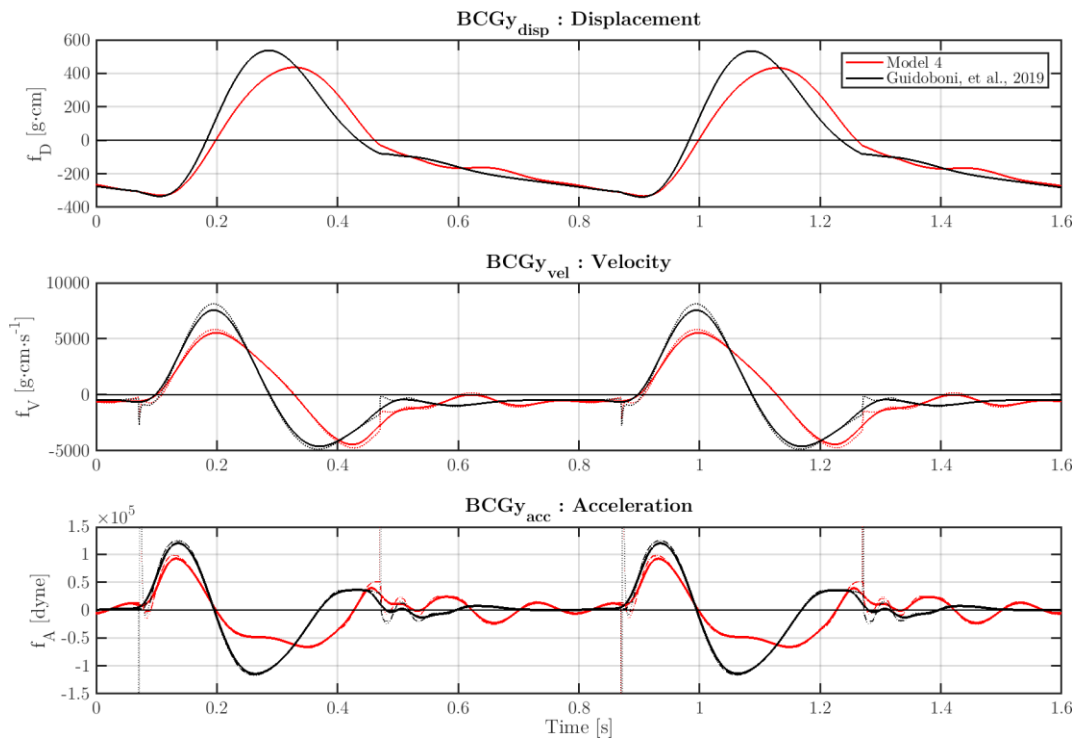 BCGy_disp : Displacement
600
400
200
0
-200
-400
f_D [g·cm]
Model 4
Guidoboni, et al., 2019
0 0.2 0.4 0.6 0.8 1 1.2 1.4 1.6
BCGy_vel : Velocity
10000
5000
0
-5000
f_V [g·cm·s⁻¹]
0 0.2 0.4 0.6 0.8 1 1.2 1.4 1.6
BCGy_acc : Acceleration
×10⁵
1.5
1
0.5
0
-0.5
-1
-1.5
f_A [dyne]
0 0.2 0.4 0.6 0.8 1 1.2 1.4 1.6
Time [s]